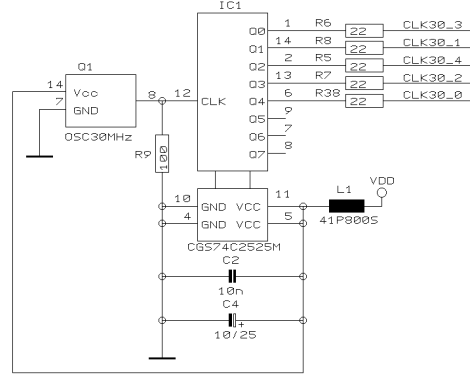 IC1
Q0 1 R6 22 CLK30_3
Q1 14 R8 22 CLK30_1
Q2 2 R5 22 CLK30_4
Q3 13 R7 22 CLK30_2
Q4 6 R38 22 CLK30_0
Q5 9
Q6 7
Q7 8
Q1
14 Vcc
7 GND
8
12 CLK
OSC30MHz
R9 100
10 GND VCC 11
4 GND VCC 5
L1
VDD
41P800S
CGS74C2525M
C2
10n
C4
+
10/25